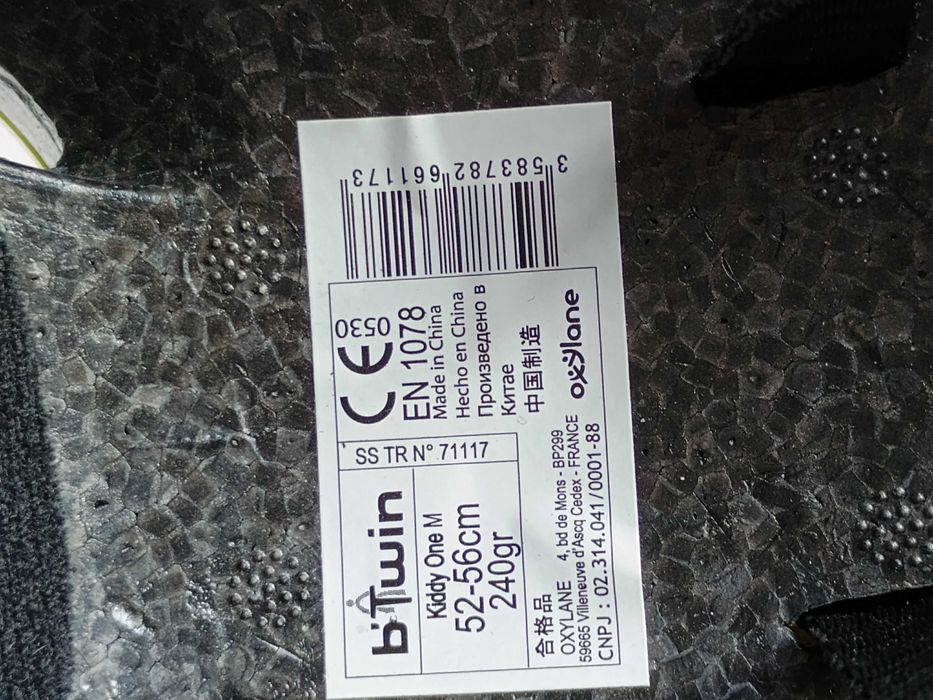 b'Twin
Kiddy One M
52-56cm
240gr
SS TR N° 71117
CE
0530
EN 1078
Made in China
Hecho en China
Произведено в
Китае
中国制造
合格品
OXYLANE 4, bd de Mons - BP299
59665 Villeneuve d'Ascq Cedex - FRANCE
CNPJ : 02.314.041/0001-88
oxylane
3 583782 661173